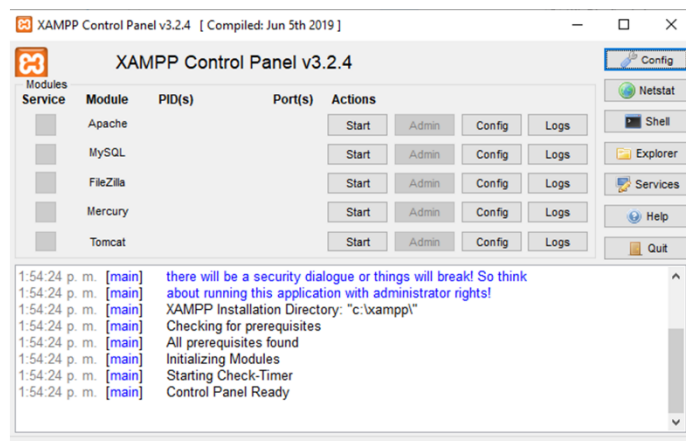 XAMPP Control Panel v3.2.4 [ Compiled: Jun 5th 2019 ]
XAMPP Control Panel v3.2.4
Config
Modules
Service Module PID(s) Port(s) Actions
Netstat
Apache Start Admin Config Logs
Shell
MySQL Start Admin Config Logs
Explorer
FileZilla Start Admin Config Logs
Services
Mercury Start Admin Config Logs
Help
Tomcat Start Admin Config Logs
Quit
1:54:24 p. m. [main] there will be a security dialogue or things will break! So think
1:54:24 p. m. [main] about running this application with administrator rights!
1:54:24 p. m. [main] XAMPP Installation Directory: "c:\xampp\"
1:54:24 p. m. [main] Checking for prerequisites
1:54:24 p. m. [main] All prerequisites found
1:54:24 p. m. [main] Initializing Modules
1:54:24 p. m. [main] Starting Check-Timer
1:54:24 p. m. [main] Control Panel Ready